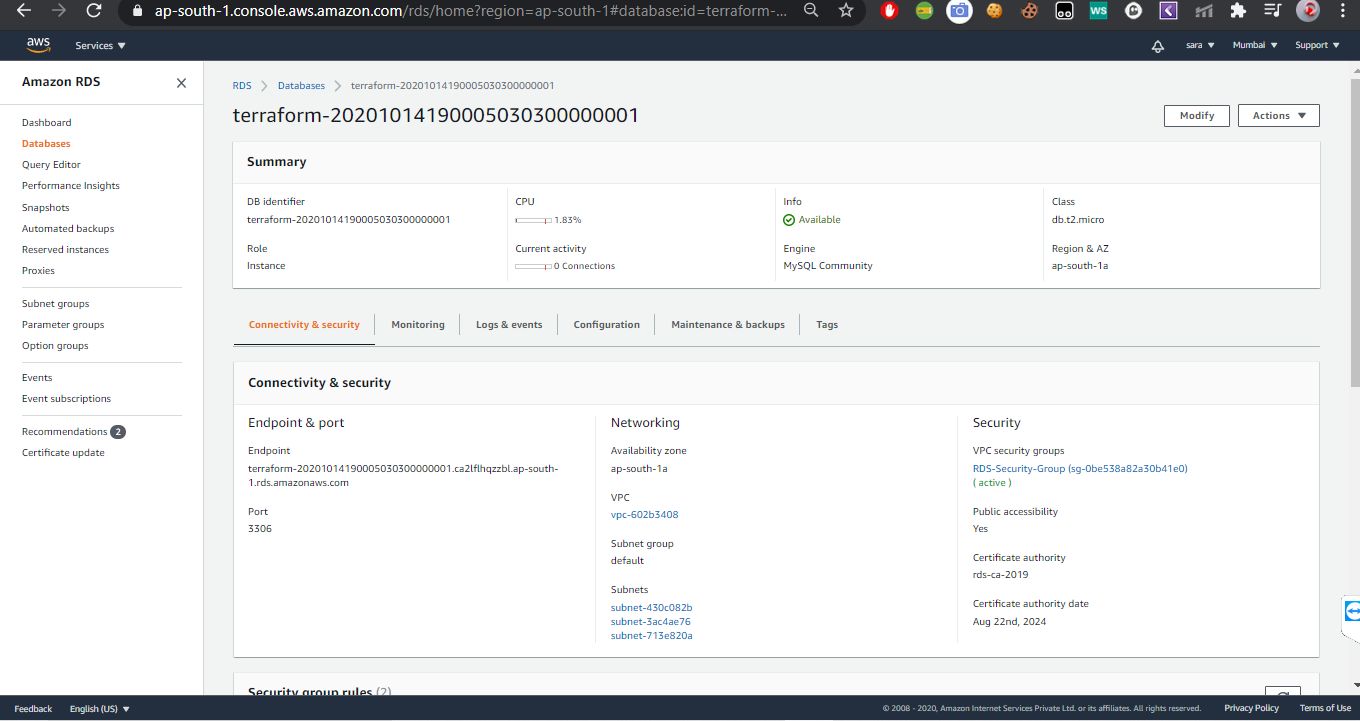 ap-south-1.console.aws.amazon.com/rds/home?region=ap-south-1#database:id=terraform-...
WS
aws Services sara Mumbai Support
Amazon RDS
Dashboard
Databases
Query Editor
Performance Insights
Snapshots
Automated backups
Reserved instances
Proxies
Subnet groups
Parameter groups
Option groups
Events
Event subscriptions
Recommendations 2
Certificate update
RDS Databases terraform-20201014190005030300000001
terraform-20201014190005030300000001
Modify Actions
Summary
DB identifier
terraform-20201014190005030300000001
CPU
1.83%
Info
Available
Class
db.t2.micro
Role
Instance
Current activity
0 Connections
Engine
MySQL Community
Region & AZ
ap-south-1a
Connectivity & security Monitoring Logs & events Configuration Maintenance & backups Tags
Connectivity & security
Endpoint & port
Endpoint
terraform-20201014190005030300000001.ca2lflhqzzbl.ap-south-
1.rds.amazonaws.com
Port
3306
Networking
Availability zone
ap-south-1a
VPC
vpc-602b3408
Subnet group
default
Subnets
subnet-430c082b
subnet-3ac4ae76
subnet-713e820a
Security
VPC security groups
RDS-Security-Group (sg-0be538a82a30b41e0)
( active )
Public accessibility
Yes
Certificate authority
rds-ca-2019
Certificate authority date
Aug 22nd, 2024
Security group rules (2)
Feedback English (US) © 2008 - 2020, Amazon Internet Services Private Ltd. or its affiliates. All rights reserved. Privacy Policy Terms of Use